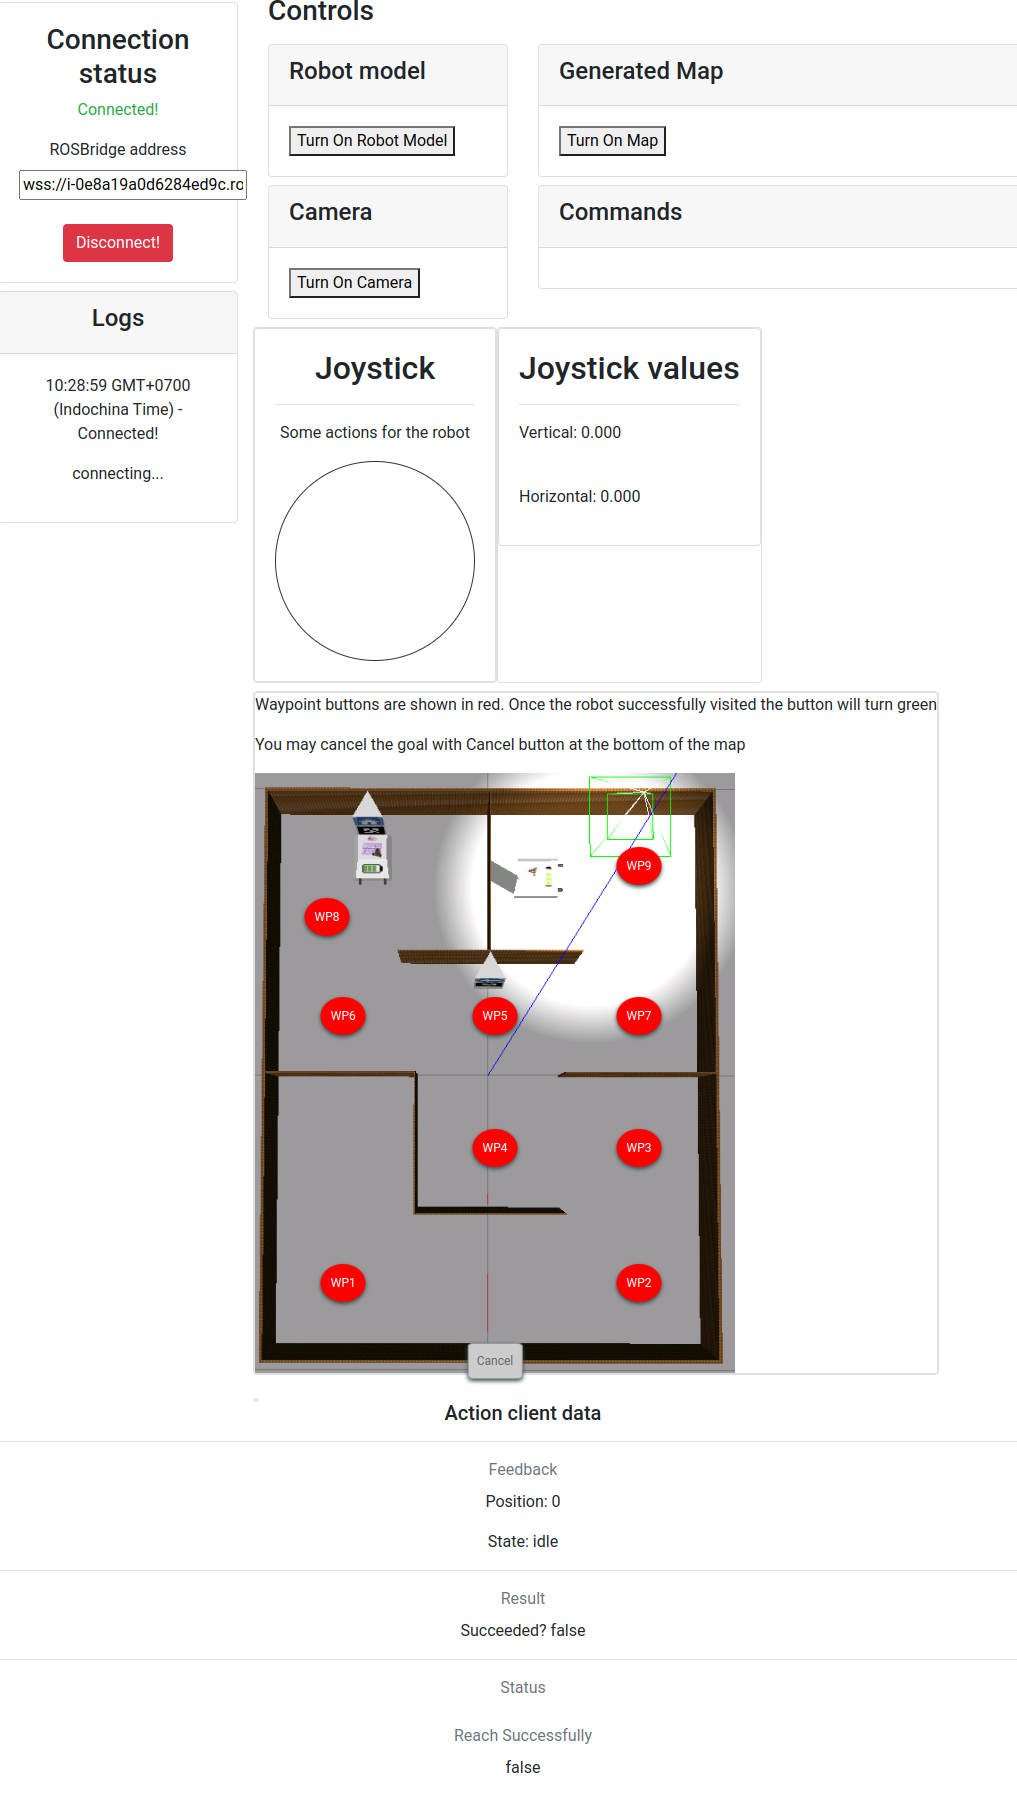 Controls
Connection
status
Connected!
ROSBridge address
wss://i-0e8a19a0d6284ed9c.ro
Disconnect!
Logs
10:28:59 GMT+0700
(Indochina Time) -
Connected!
connecting...
Robot model
Turn On Robot Model
Generated Map
Turn On Map
Camera
Turn On Camera
Commands
Joystick
Some actions for the robot
Joystick values
Vertical: 0.000
Horizontal: 0.000
Waypoint buttons are shown in red. Once the robot successfully visited the button will turn green
You may cancel the goal with Cancel button at the bottom of the map
WP9
WP8
WP6
WP5
WP7
WP4
WP3
WP1
WP2
Cancel
Action client data
Feedback
Position: 0
State: idle
Result
Succeeded? false
Status
Reach Successfully
false